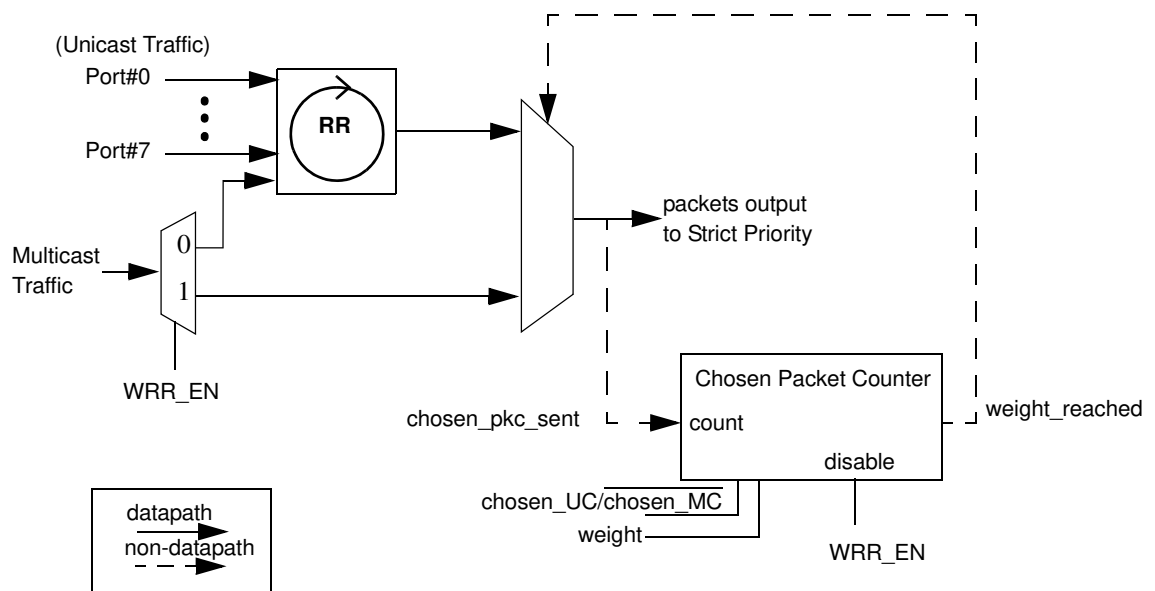 (Unicast Traffic)
Port#0
RR
Port#7
packets output
to Strict Priority
Multicast
Traffic
0
1
WRR_EN
Chosen Packet Counter
chosen_pkc_sent
count
weight_reached
disable
chosen_UC/chosen_MC
weight
WRR_EN
datapath
non-datapath